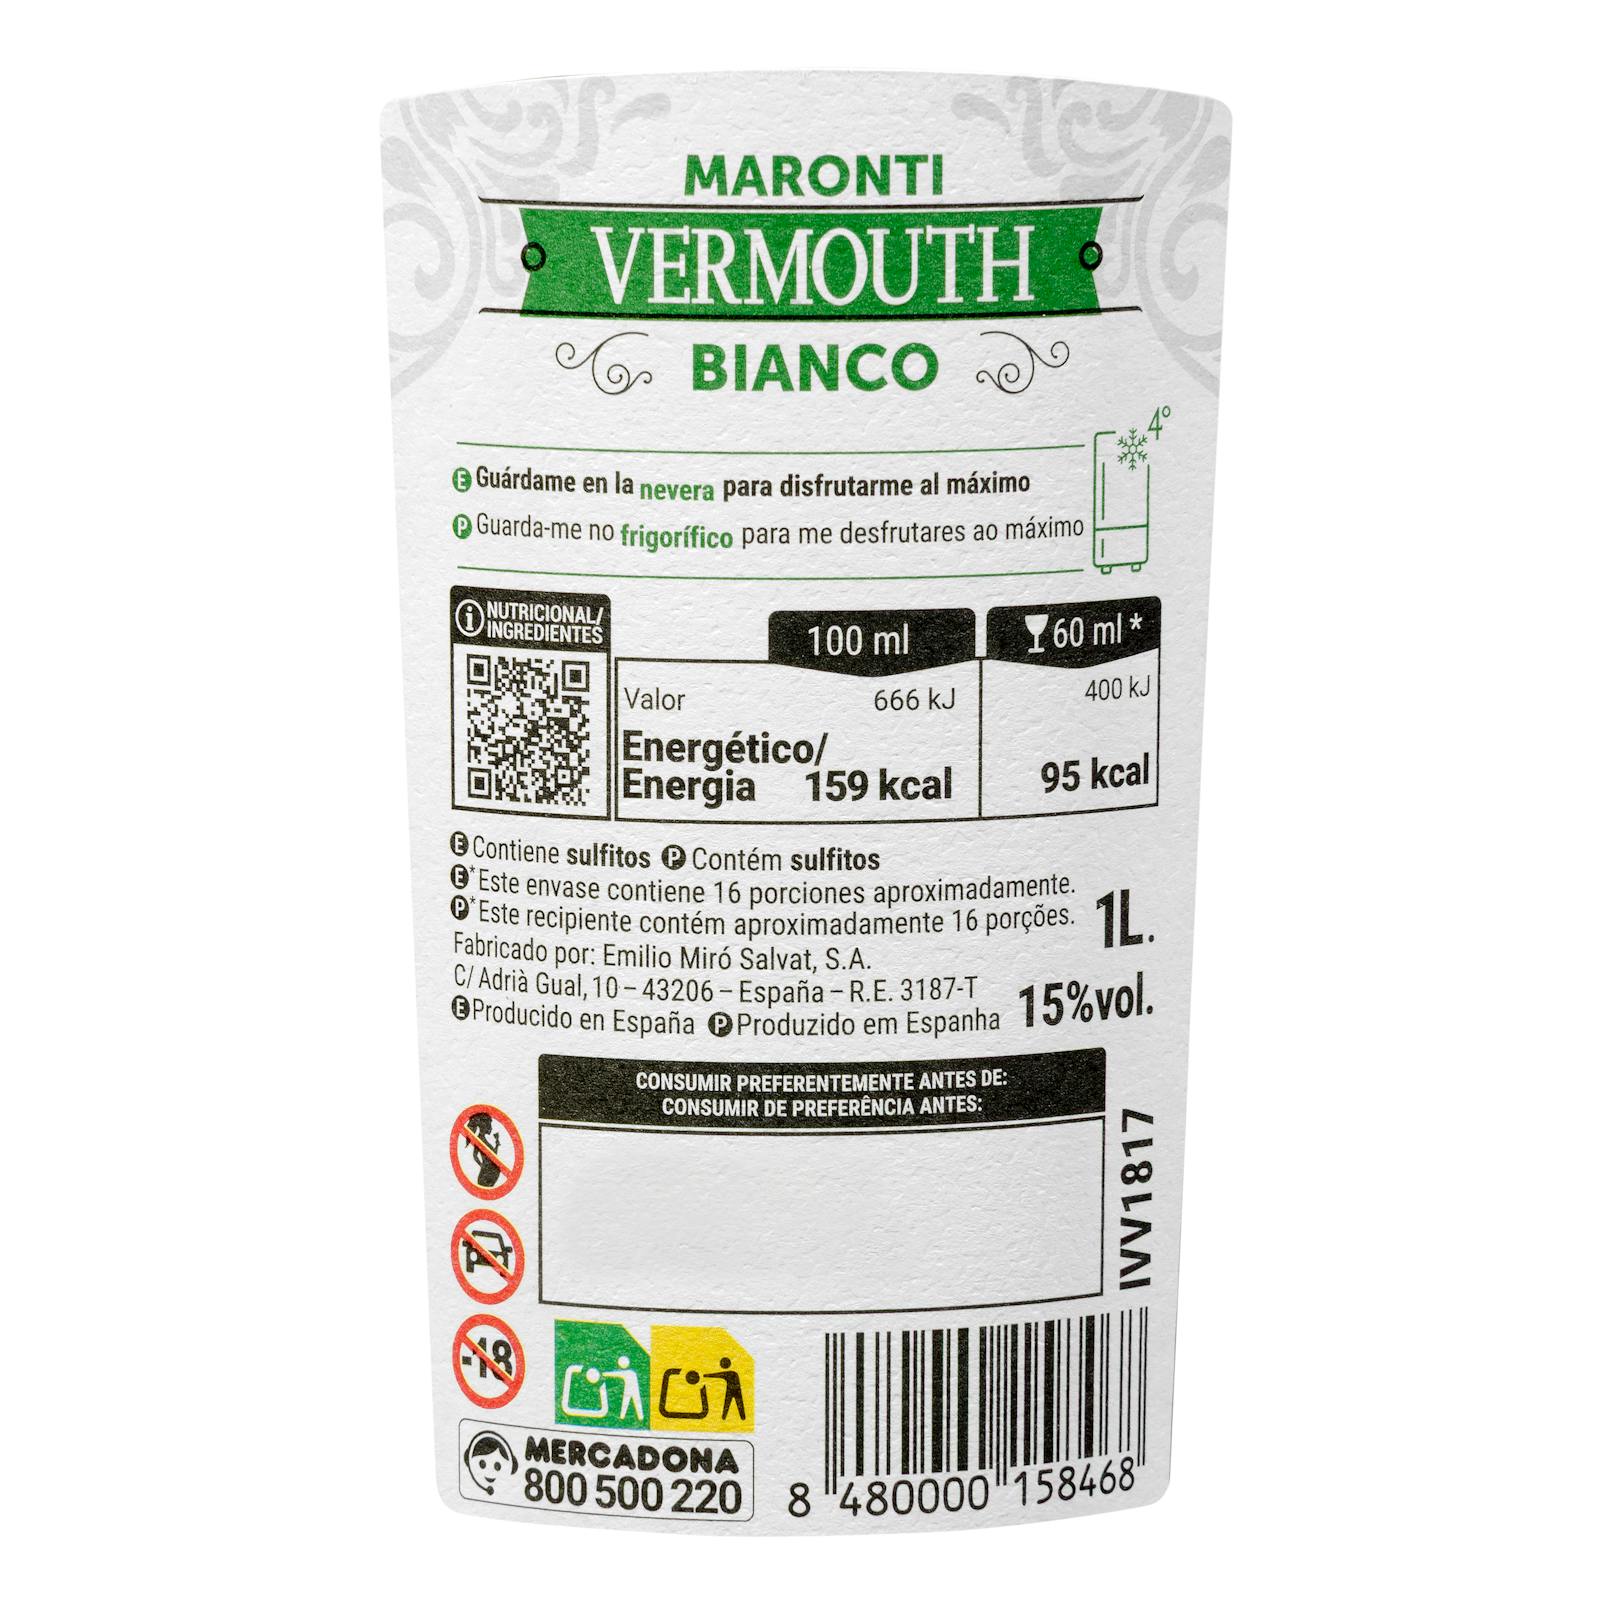 MARONTI
VERMOUTH
BIANCO
4°
E Guárdame en la nevera para disfrutarme al máximo
P Guarda-me no frigorífico para me desfrutares ao máximo
i NUTRICIONAL/
INGREDIENTES
100 ml
60 ml *
Valor 666 kJ 400 kJ
Energético/
Energia 159 kcal 95 kcal
E Contiene sulfitos P Contém sulfitos
E *Este envase contiene 16 porciones aproximadamente.
P *Este recipiente contém aproximadamente 16 porções.
1L.
Fabricado por: Emilio Miró Salvat, S.A.
C/ Adrià Gual, 10 – 43206 – España – R.E. 3187-T
15%vol.
E Producido en España P Produzido em Espanha
CONSUMIR PREFERENTEMENTE ANTES DE:
CONSUMIR DE PREFERÊNCIA ANTES:
IVV1817
-18
MERCADONA
800 500 220
8 480000 158468